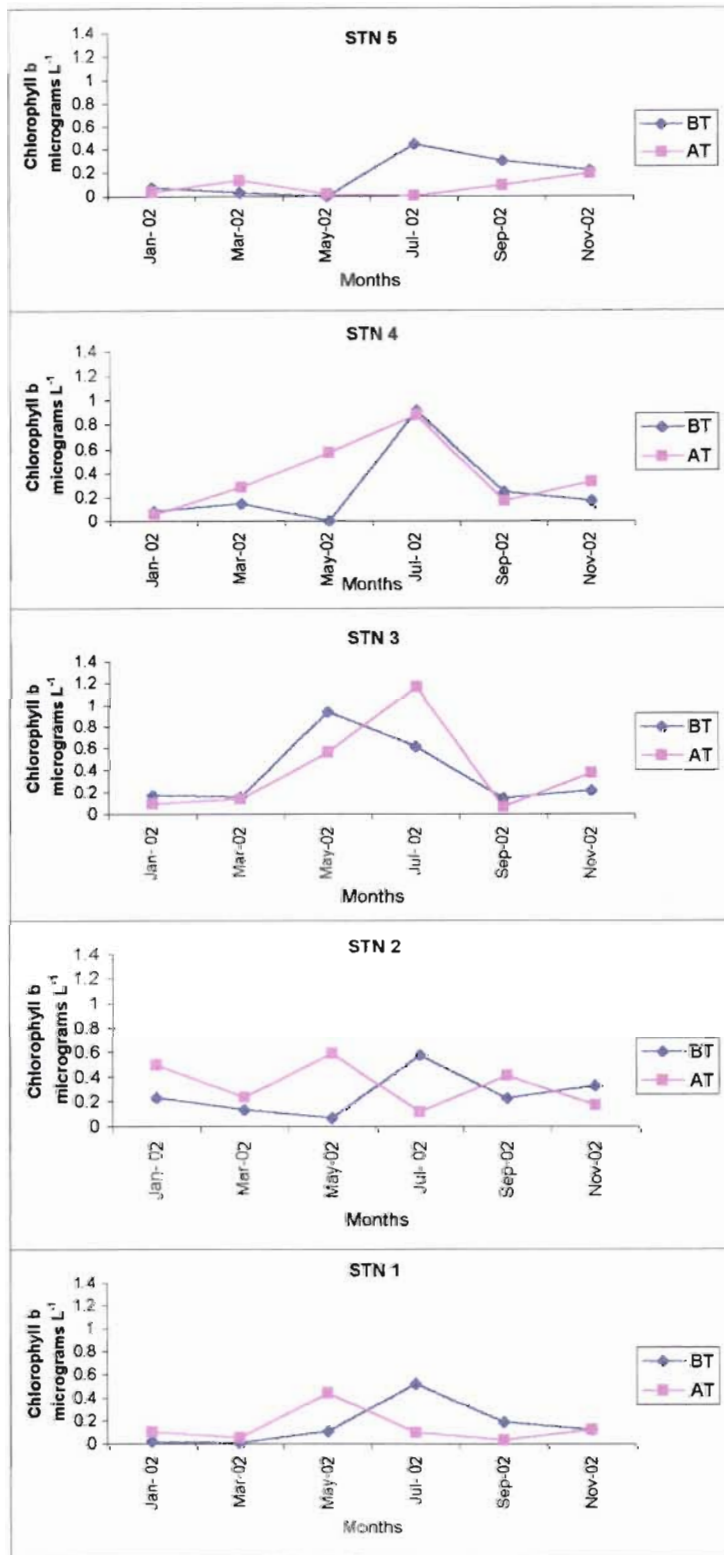 STN 5
Chlorophyll b
micrograms L-1
1.4
1.2
1
0.8
0.6
0.4
0.2
0
Jan- 02
Mar-02
May-02
Jul- 02
Sep-02
Nov-02
Months
BT
AT
STN 4
Chlorophyll b
micrograms L-1
1.4
1.2
1
0.8
0.6
0.4
0.2
0
Jan- 02
Mar-02
May-02
Jul- 02
Sep-02
Nov-02
Months
BT
AT
STN 3
Chlorophyll b
micrograms L-1
1.4
1.2
1
0.8
0.6
0.4
0.2
0
Jan- 02
Mar-02
May-02
Jul- 02
Sep-02
Nov-02
Months
BT
AT
STN 2
Chlorophyll b
micrograms L-1
1.4
1.2
1
0.8
0.6
0.4
0.2
0
Jan- 02
Mar-02
May-02
Jul- 02
Sep-02
Nov-02
Months
BT
AT
STN 1
Chlorophyll b
micrograms L-1
1.4
1.2
1
0.8
0.6
0.4
0.2
0
Jan- 02
Mar-02
May-02
Jul- 02
Sep-02
Nov-02
Months
BT
AT